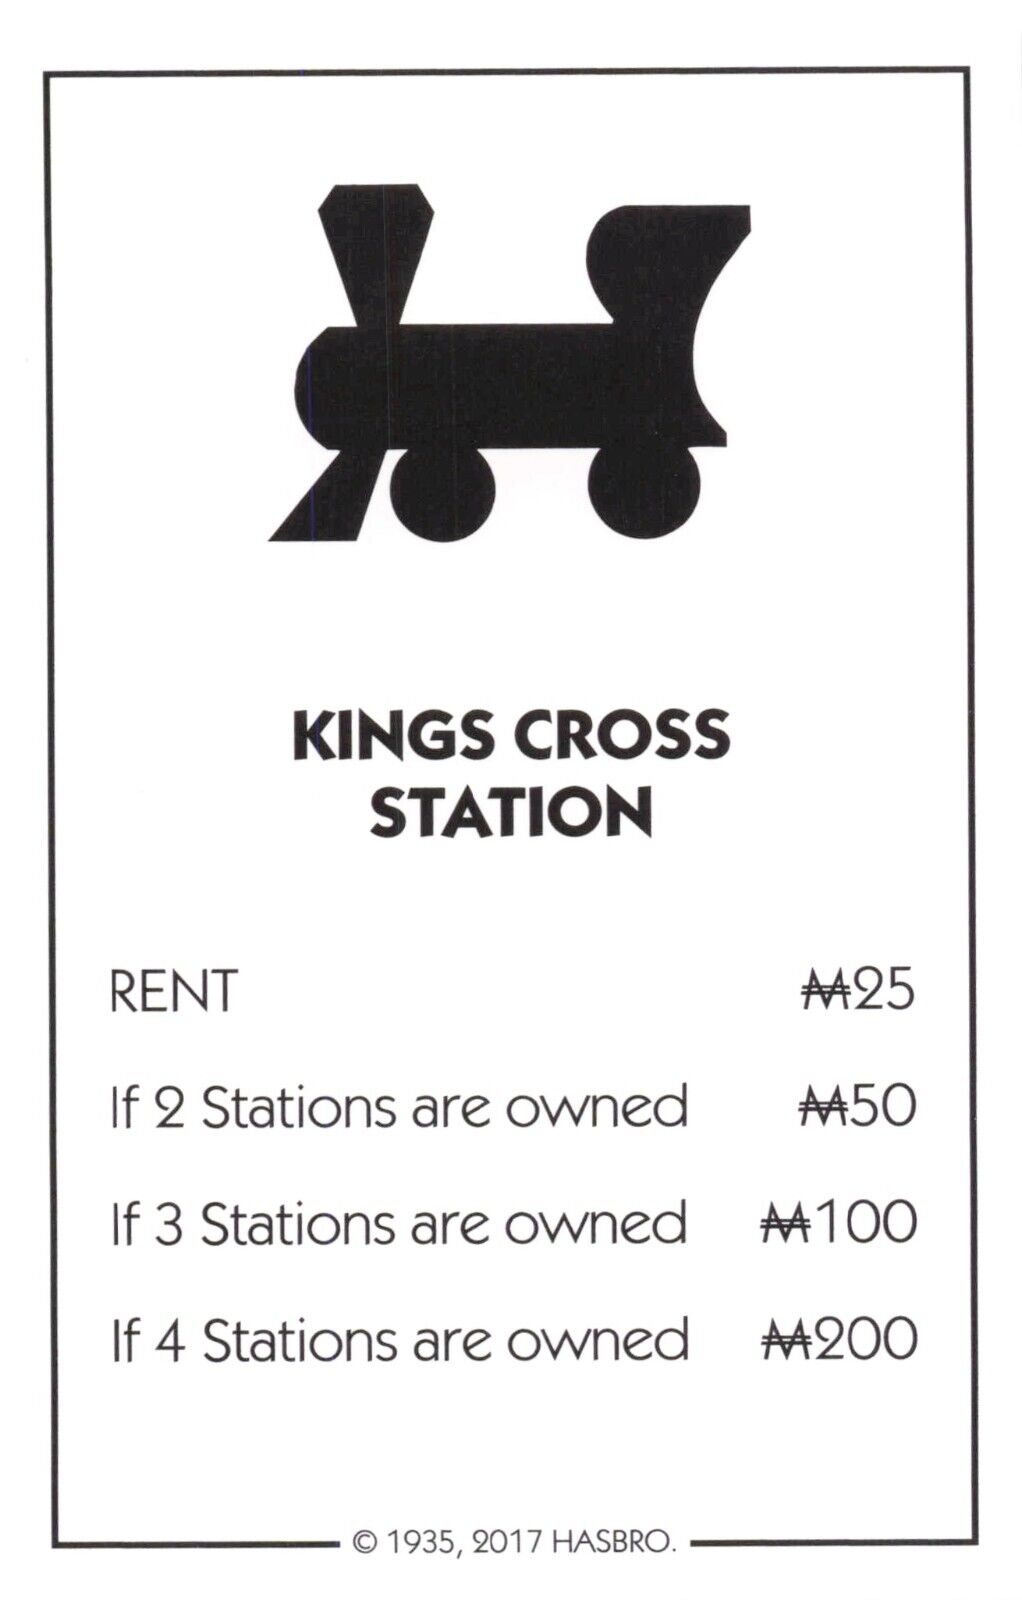 KINGS CROSS
STATION
RENT ₩25
If 2 Stations are owned ₩50
If 3 Stations are owned ₩100
If 4 Stations are owned ₩200
© 1935, 2017 HASBRO.